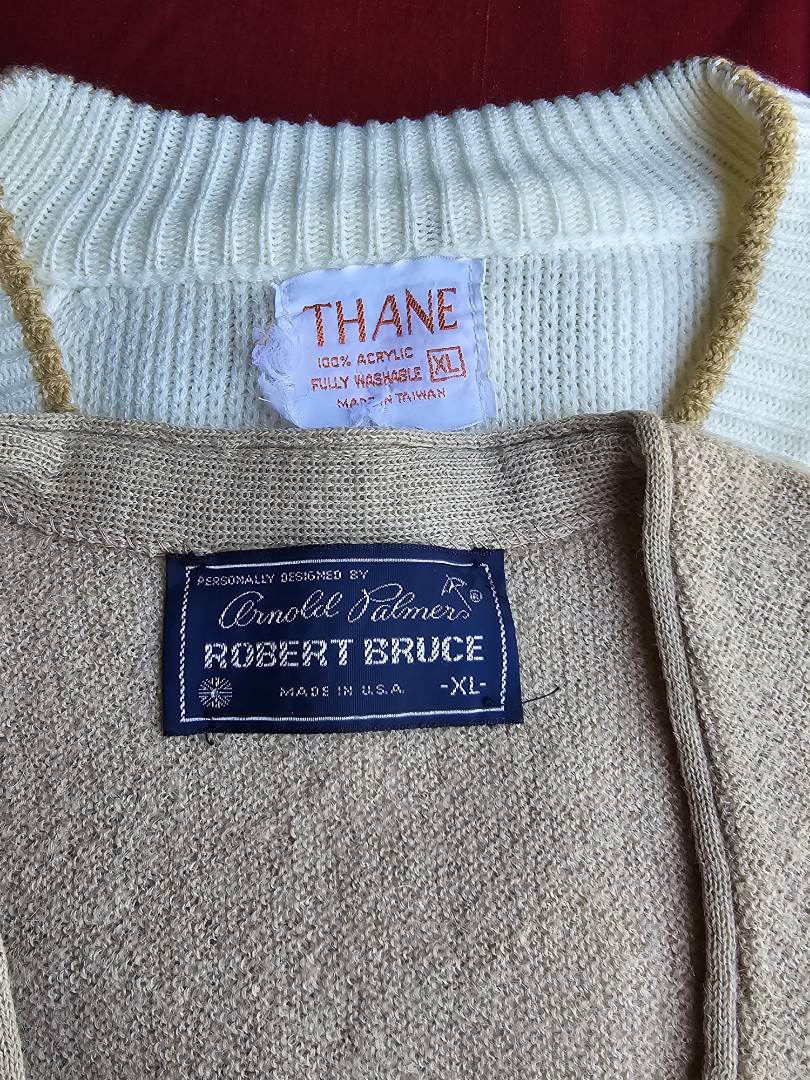 THANE
100% ACRYLIC
FULLY WASHABLE XL
MADE IN TAIWAN
PERSONALLY DESIGNED BY
Arnold Palmer ®
ROBERT BRUCE
MADE IN U.S.A. -XL-